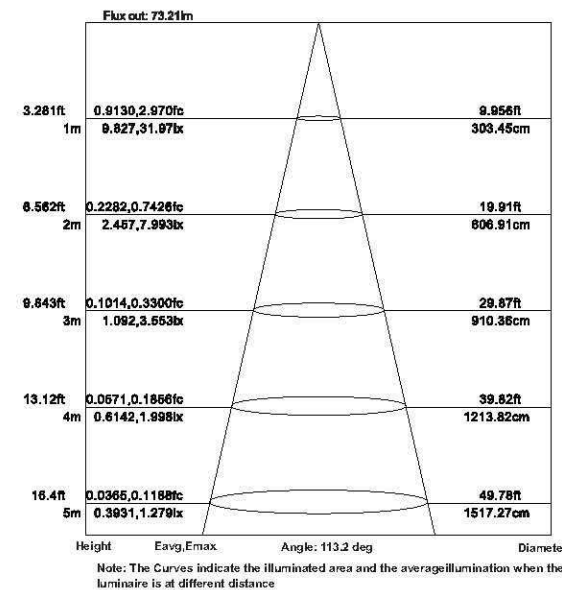 Flux out: 73.21lm
3.281ft 0.9130,2.970fc 9.956ft
1m 9.827,31.97lx 303.45cm
6.562ft 0.2282,0.7426fc 19.91ft
2m 2.457,7.993lx 606.91cm
9.843ft 0.1014,0.3300fc 29.87ft
3m 1.092,3.553lx 910.36cm
13.12ft 0.0571,0.1856fc 39.82ft
4m 0.6142,1.998lx 1213.82cm
16.4ft 0.0365,0.1188fc 49.78ft
5m 0.3931,1.279lx 1517.27cm
Height Eavg,Emax Angle: 113.2 deg Diamete
Note: The Curves indicate the illuminated area and the averageillumination when the
luminaire is at different distance